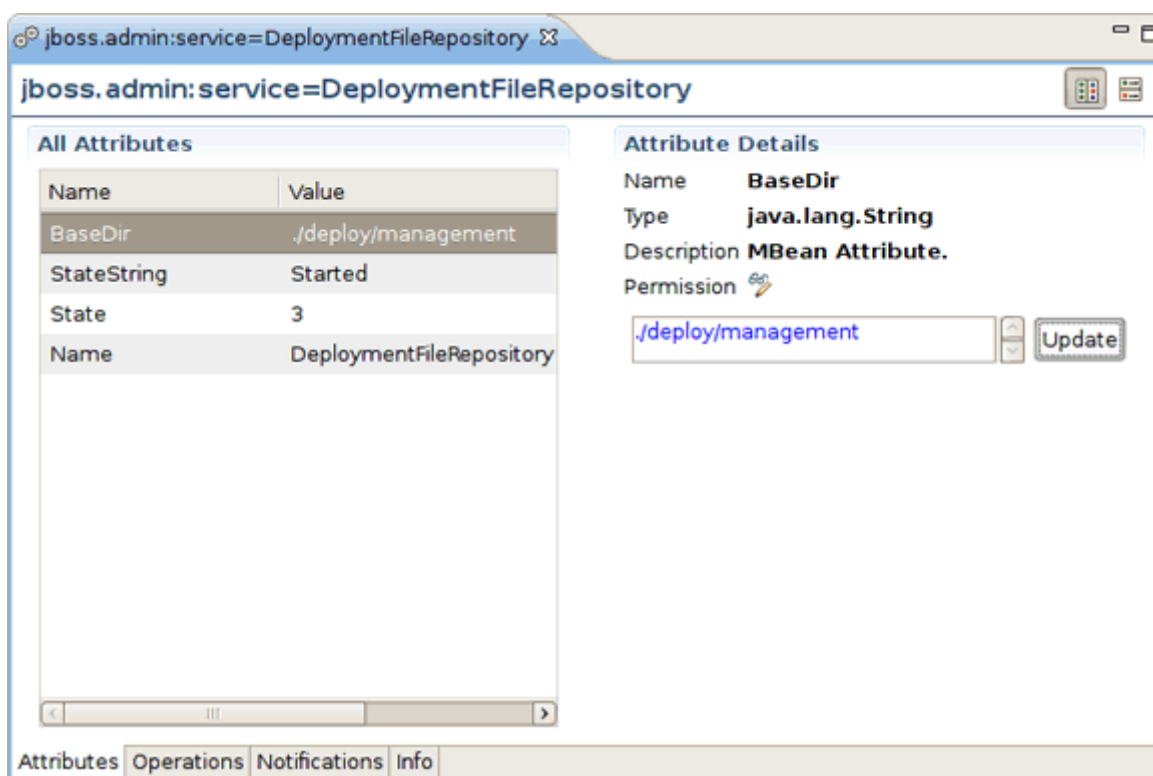 jboss.admin:service=DeploymentFileRepository
jboss.admin:service=DeploymentFileRepository
All Attributes
Name Value
BaseDir ./deploy/management
StateString Started
State 3
Name DeploymentFileRepository
Attribute Details
Name BaseDir
Type java.lang.String
Description MBean Attribute.
Permission
./deploy/management
Update
Attributes Operations Notifications Info